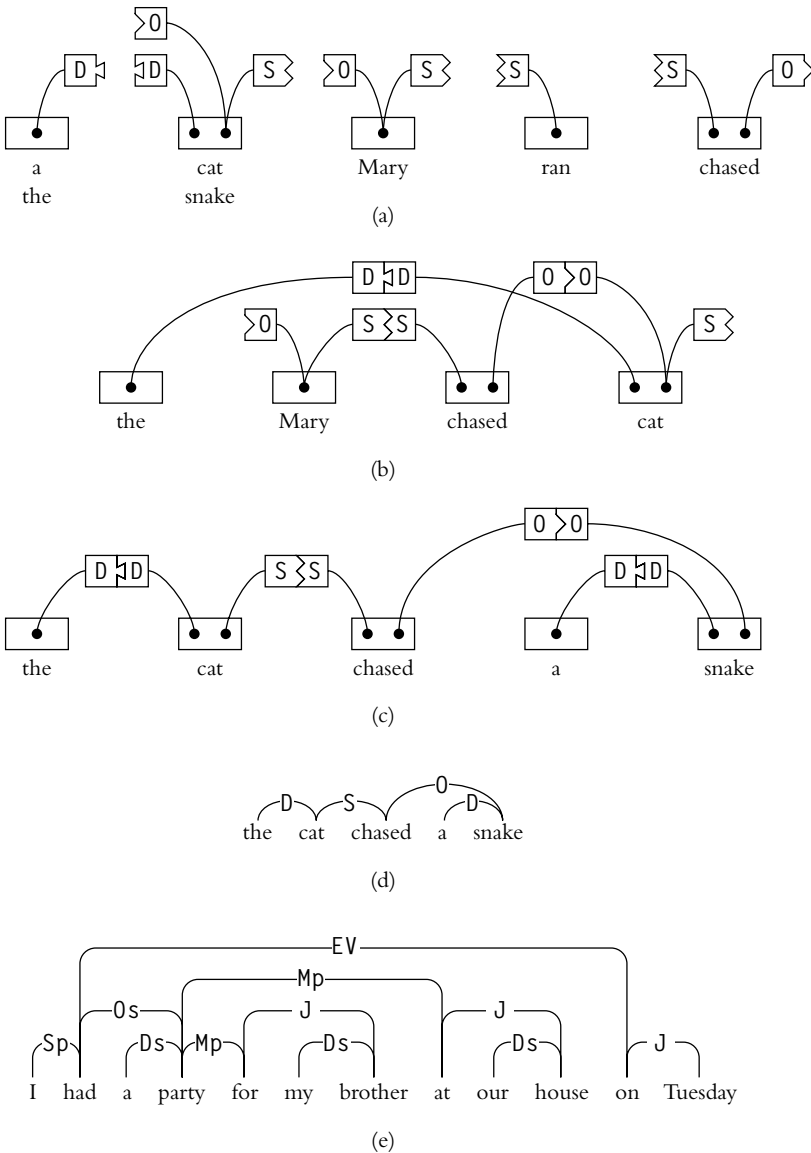 O
D D S O S S S O
a cat Mary ran chased
the snake
(a)
D D O O
O S S S
the Mary chased cat
(b)
O O
D D S S D D
the cat chased a snake
(c)
O
D S D
the cat chased a snake
(d)
EV
Mp
Os J J
Sp Ds Mp Ds Ds J
I had a party for my brother at our house on Tuesday
(e)